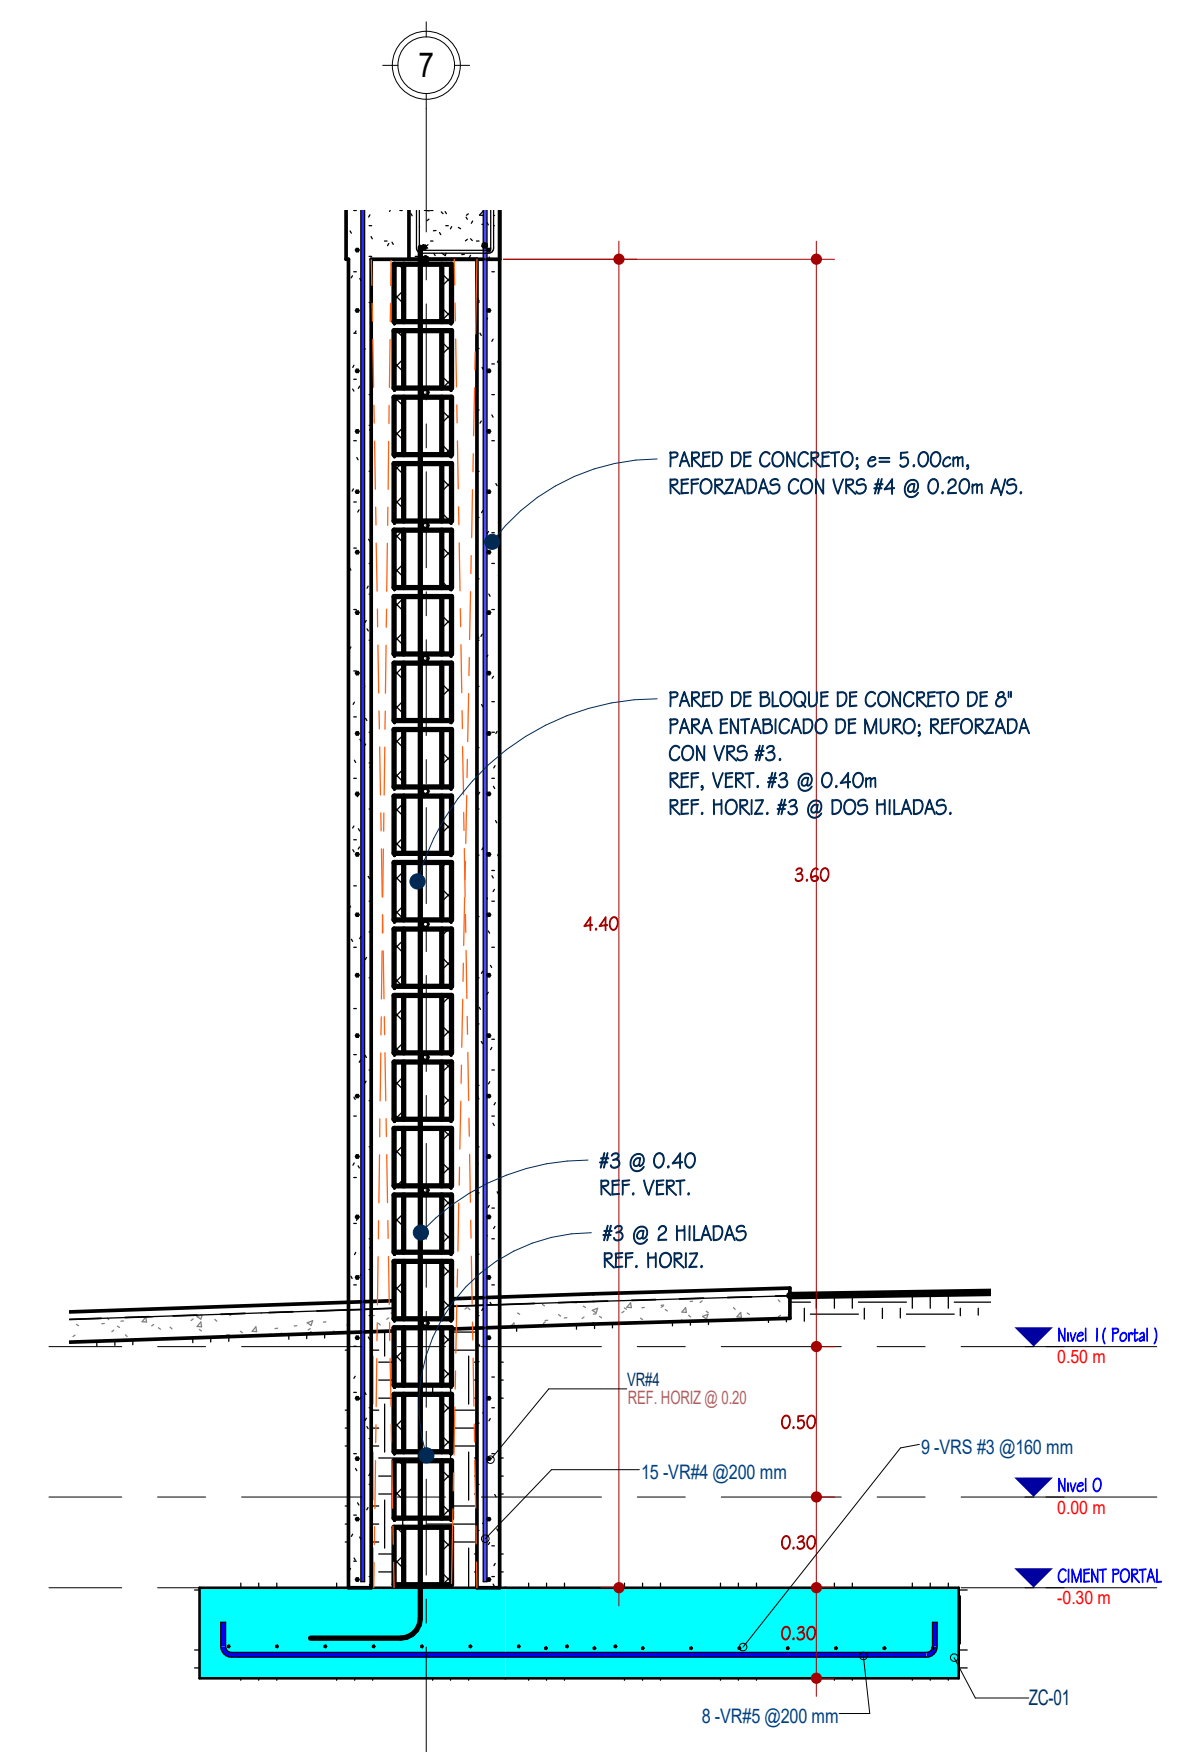 7
PARED DE CONCRETO; e= 5.00cm,
REFORZADAS CON VRS #4 @ 0.20m A/S.
PARED DE BLOQUE DE CONCRETO DE 8"
PARA ENTABICADO DE MURO; REFORZADA
CON VRS #3.
REF, VERT. #3 @ 0.40m
REF. HORIZ. #3 @ DOS HILADAS.
3.60
4.40
#3 @ 0.40
REF. VERT.
#3 @ 2 HILADAS
REF. HORIZ.
Nivel 1 ( Portal )
0.50 m
VR#4
REF. HORIZ @ 0.20
0.50
9 -VRS #3 @160 mm
15 -VR#4 @200 mm
Nivel 0
0.00 m
0.30
CIMENT PORTAL
-0.30 m
0.30
ZC-01
8 -VR#5 @200 mm